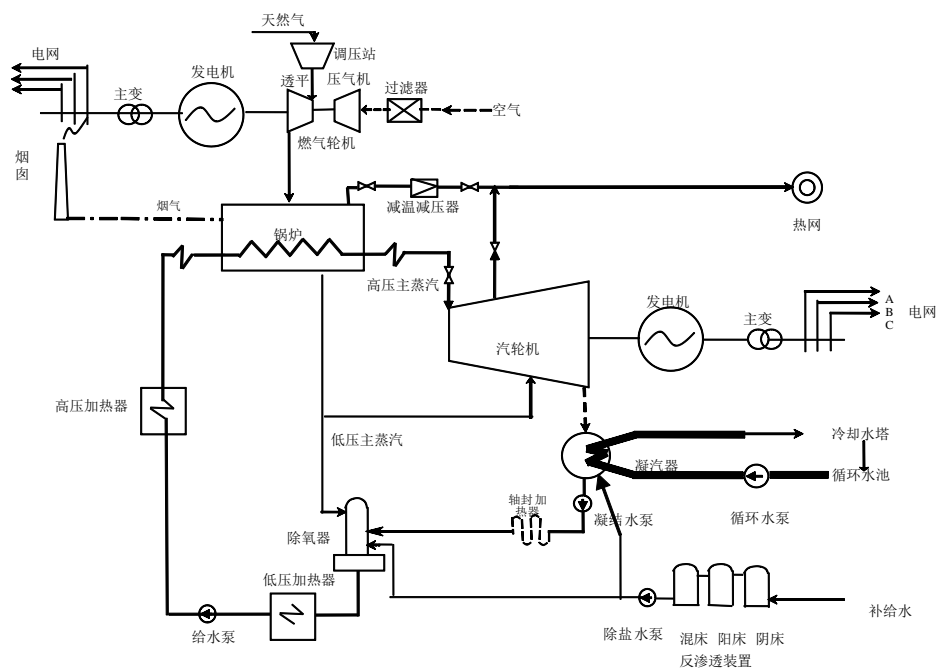 天然气
电网
调压站
发电机
透平
压气机
过滤器
主变
空气
燃气轮机
烟
囱
烟气
减温减压器
锅炉
热网
高压主蒸汽
发电机
A
B
C
电网
主变
汽轮机
高压加热器
低压主蒸汽
冷却水塔
凝汽器
循环水池
轴封加
热器
凝结水泵
循环水泵
除氧器
低压加热器
补给水
给水泵
除盐水泵
混床 阳床 阴床
反渗透装置